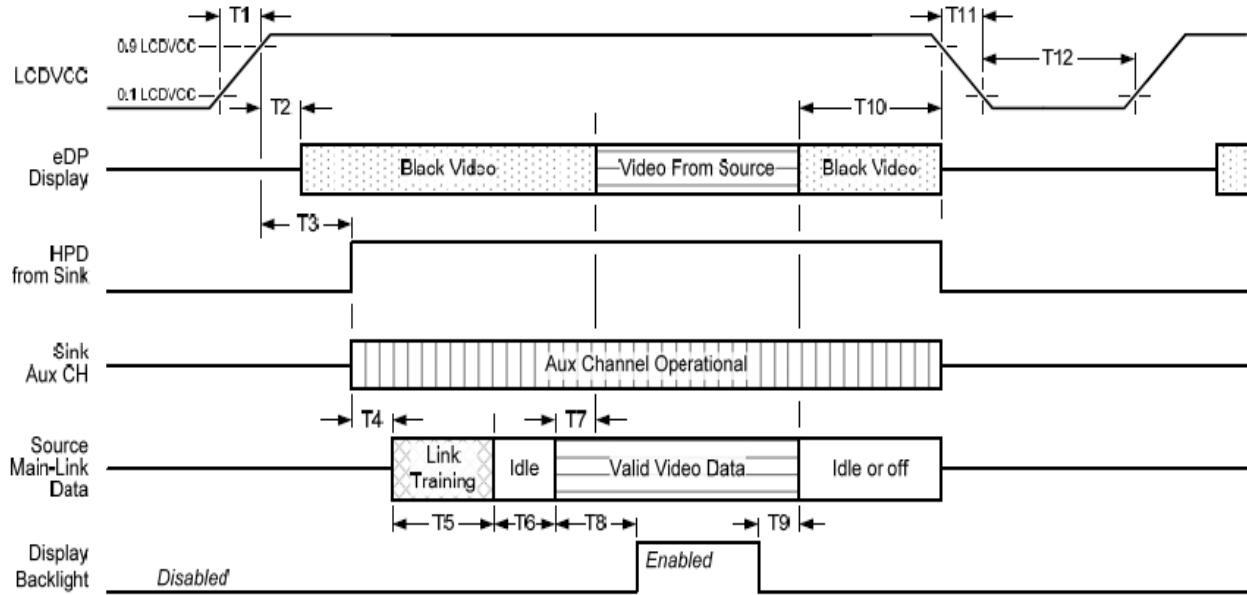 T1
T11
0.9 LCDVCC
LCDVCC
T12
0.1 LCDVCC
T2
T10
eDP
Display
Black Video
Video From Source
Black Video
T3
HPD
from Sink
Sink
Aux CH
Aux Channel Operational
T4
T7
Source
Main-Link
Data
Link
Training
Idle
Valid Video Data
Idle or off
T5
T6
T8
T9
Display
Backlight
Disabled
Enabled